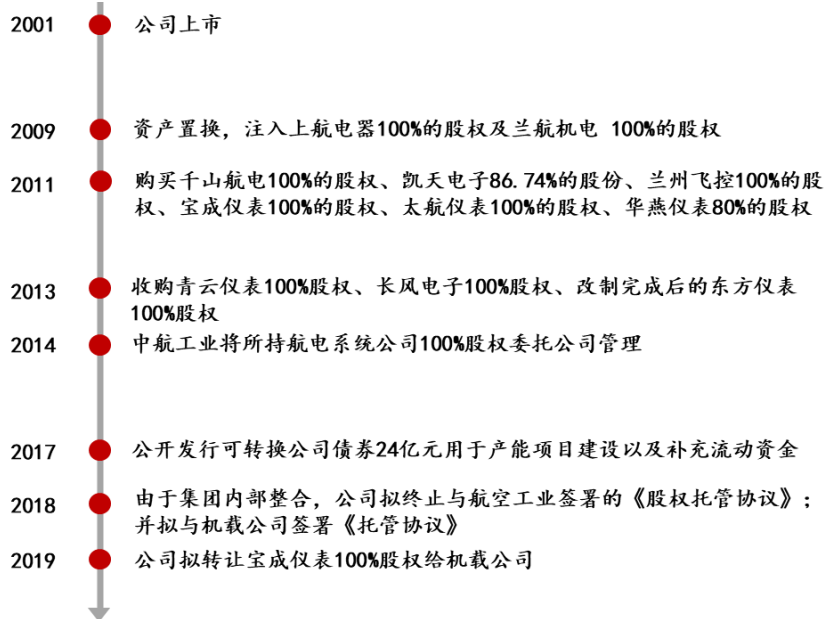 2001 公司上市
2009 资产置换，注入上航电器100%的股权及兰航机电 100%的股权
2011 购买千山航电100%的股权、凯天电子86.74%的股份、兰州飞控100%的股
权、宝成仪表100%的股权、太航仪表100%的股权、华燕仪表80%的股权
2013 收购青云仪表100%股权、长风电子100%股权、改制完成后的东方仪表
100%股权
2014 中航工业将所持航电系统公司100%股权委托公司管理
2017 公开发行可转换公司债券24亿元用于产能项目建设以及补充流动资金
2018 由于集团内部整合，公司拟终止与航空工业签署的《股权托管协议》；
并拟与机载公司签署《托管协议》
2019 公司拟转让宝成仪表100%股权给机载公司